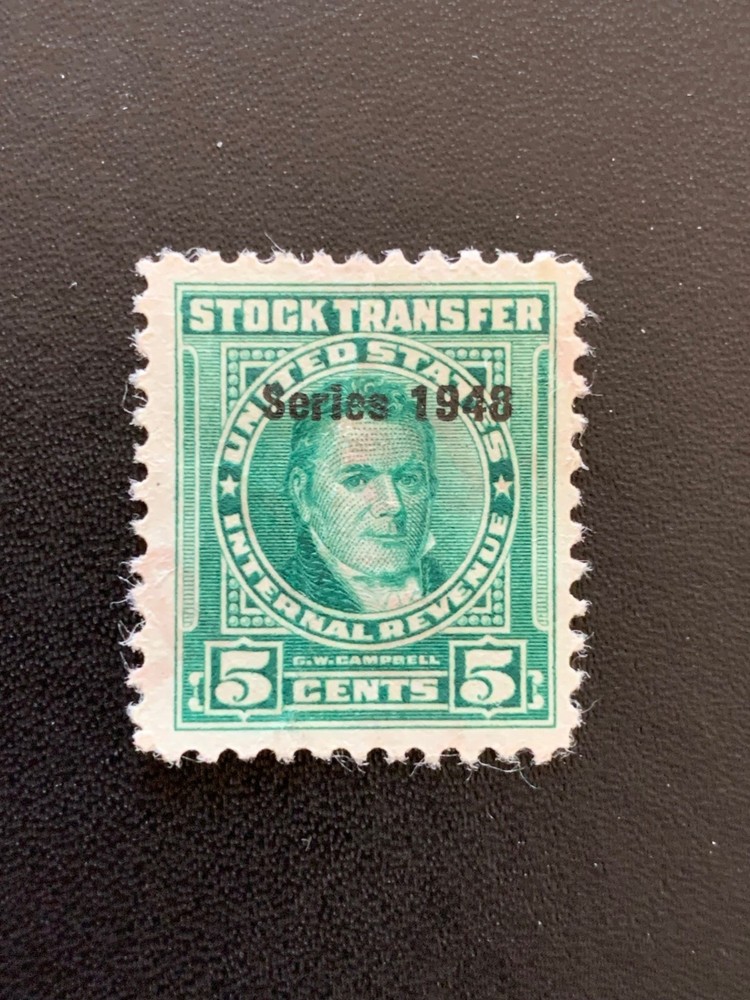 STOCK TRANSFER
UNITED STATES
Series 1948
INTERNAL REVENUE
G.W. CAMPBELL
5 CENTS 5